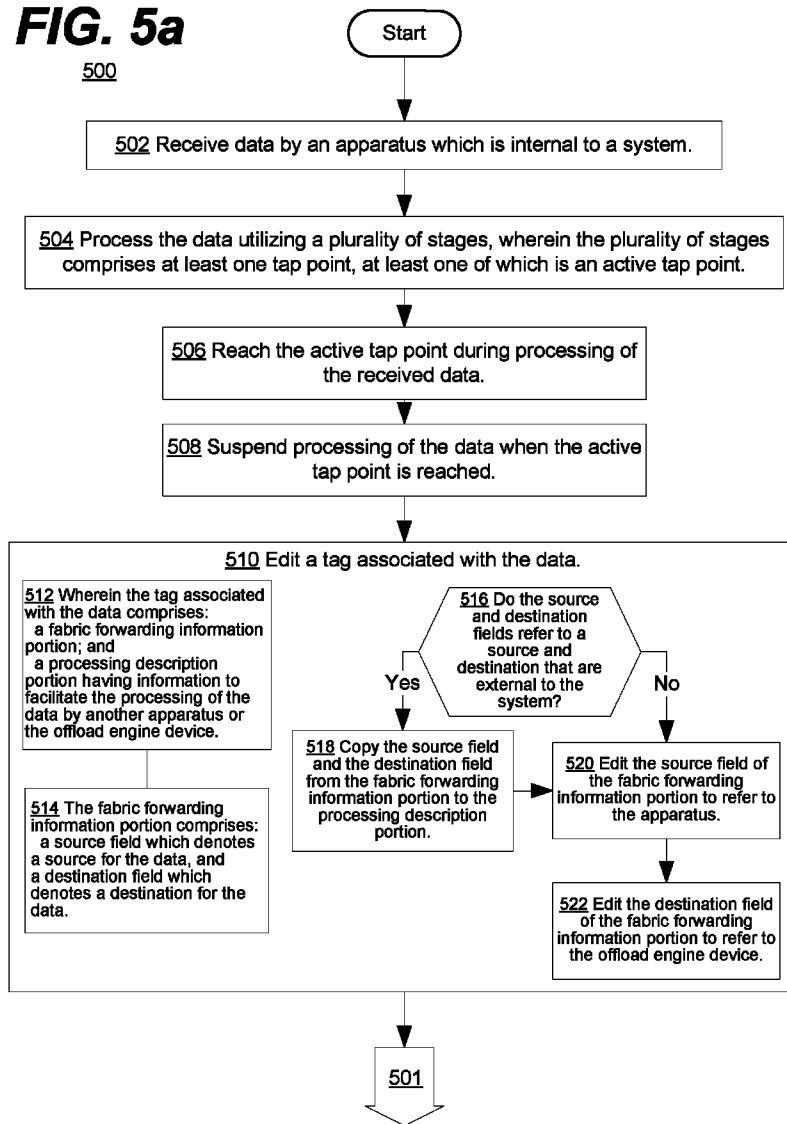 FIG. 5a
500
Start
502 Receive data by an apparatus which is internal to a system.
504 Process the data utilizing a plurality of stages, wherein the plurality of stages
comprises at least one tap point, at least one of which is an active tap point.
506 Reach the active tap point during processing of
the received data.
508 Suspend processing of the data when the active
tap point is reached.
510 Edit a tag associated with the data.
512 Wherein the tag associated
with the data comprises:
a fabric forwarding information
portion; and
a processing description
portion having information to
facilitate the processing of the
data by another apparatus or
the offload engine device.
514 The fabric forwarding
information portion comprises:
a source field which denotes
a source for the data, and
a destination field which
denotes a destination for the
data.
516 Do the source
and destination
fields refer to a
source and
destination that are
external to the
system?
Yes
No
518 Copy the source field
and the destination field
from the fabric forwarding
information portion to the
processing description
portion.
520 Edit the source field of
the fabric forwarding
information portion to refer to
the apparatus.
522 Edit the destination field
of the fabric forwarding
information portion to refer to
the offload engine device.
501